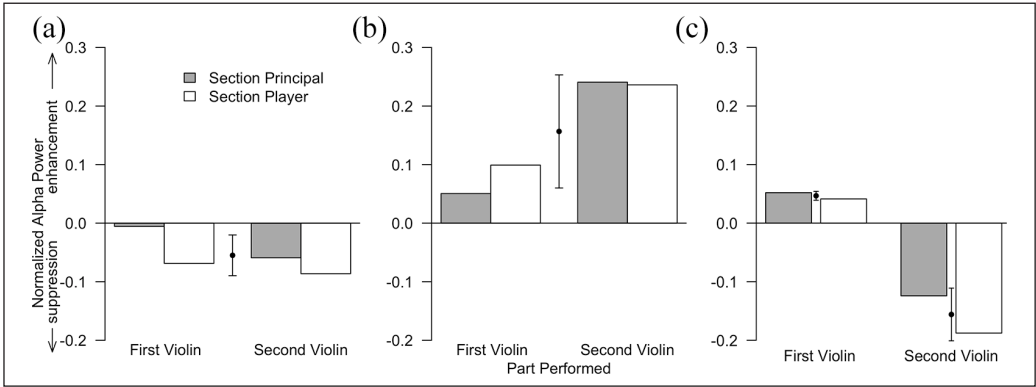 (a)
(b)
(c)
Normalized Alpha Power
suppression enhancement
0.3
0.2
0.1
0.0
-0.1
-0.2
Section Principal
Section Player
First Violin Second Violin
0.3
0.2
0.1
0.0
-0.1
-0.2
First Violin Second Violin
0.3
0.2
0.1
0.0
-0.1
-0.2
First Violin Second Violin
Part Performed